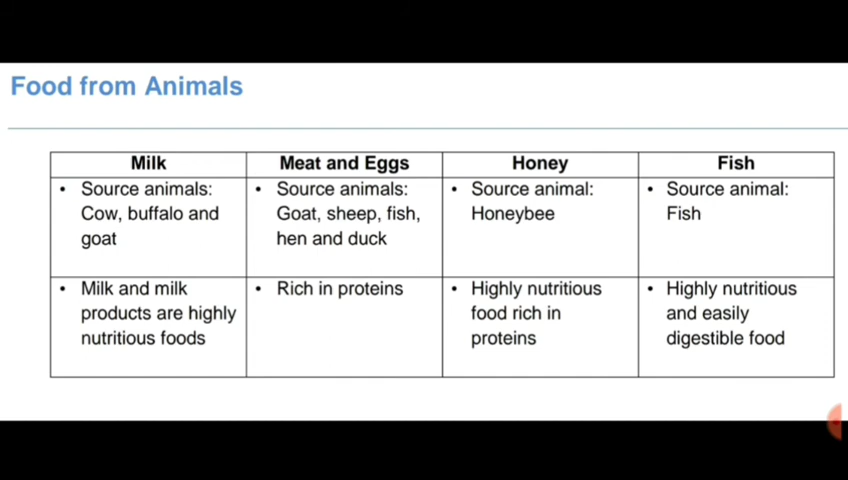 Food from Animals
Milk
Meat and Eggs
Honey
Fish
• Source animals:
Cow, buffalo and
goat
• Source animals:
Goat, sheep, fish,
hen and duck
• Source animal:
Honeybee
• Source animal:
Fish
• Milk and milk
products are highly
nutritious foods
• Rich in proteins
• Highly nutritious
food rich in
proteins
• Highly nutritious
and easily
digestible food